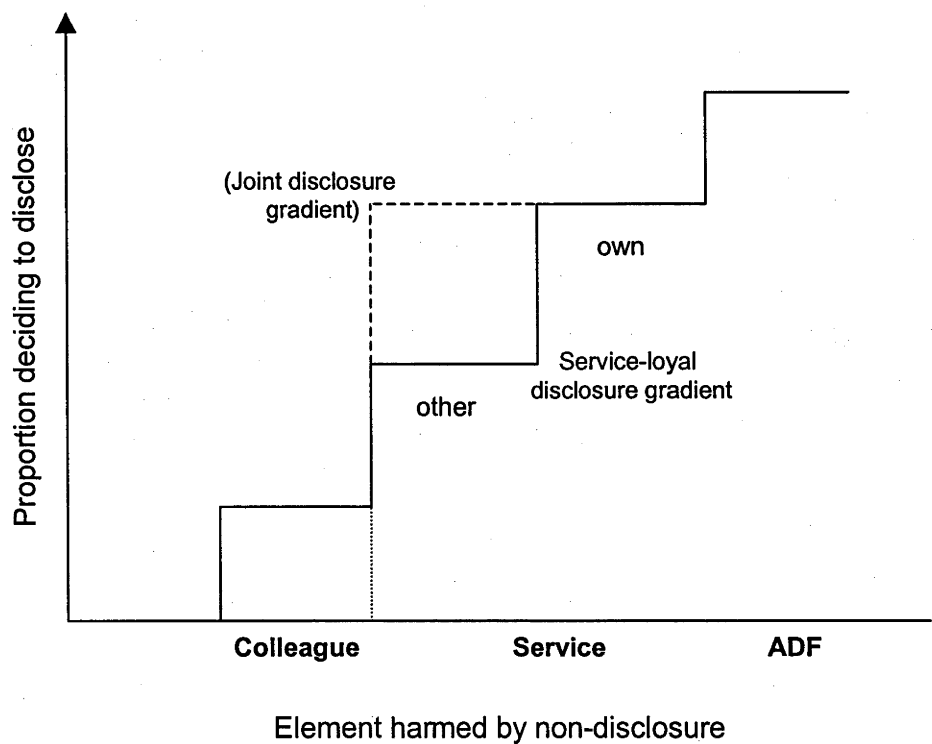 Proportion deciding to disclose
(Joint disclosure
gradient)
own
Service-loyal
disclosure gradient
other
Colleague
Service
ADF
Element harmed by non-disclosure